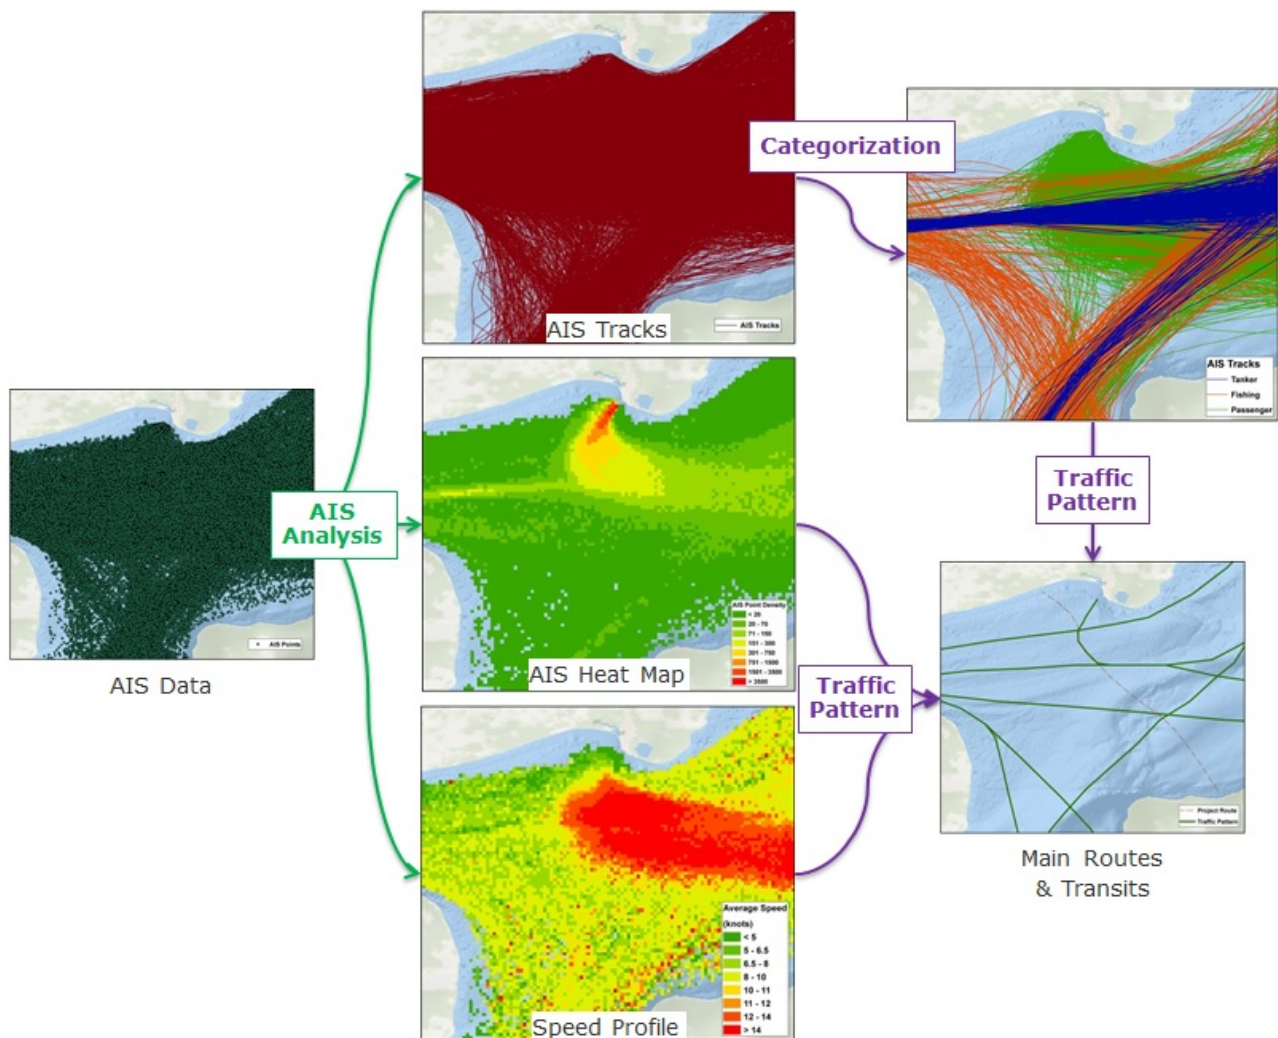 AIS Points
AIS Data
AIS
Analysis
AIS Tracks
AIS Tracks
AIS Point Density
< 20
20 - 70
71 - 150
151 - 300
301 - 750
751 - 1500
1501 - 3500
> 3500
AIS Heat Map
Average Speed
(knots)
< 5
5 - 6.5
6.5 - 8
8 - 10
10 - 11
11 - 12
12 - 14
> 14
Speed Profile
Categorization
AIS Tracks
Tanker
Fishing
Passenger
Traffic
Pattern
Traffic
Pattern
Project Route
Traffic Pattern
Main Routes
& Transits